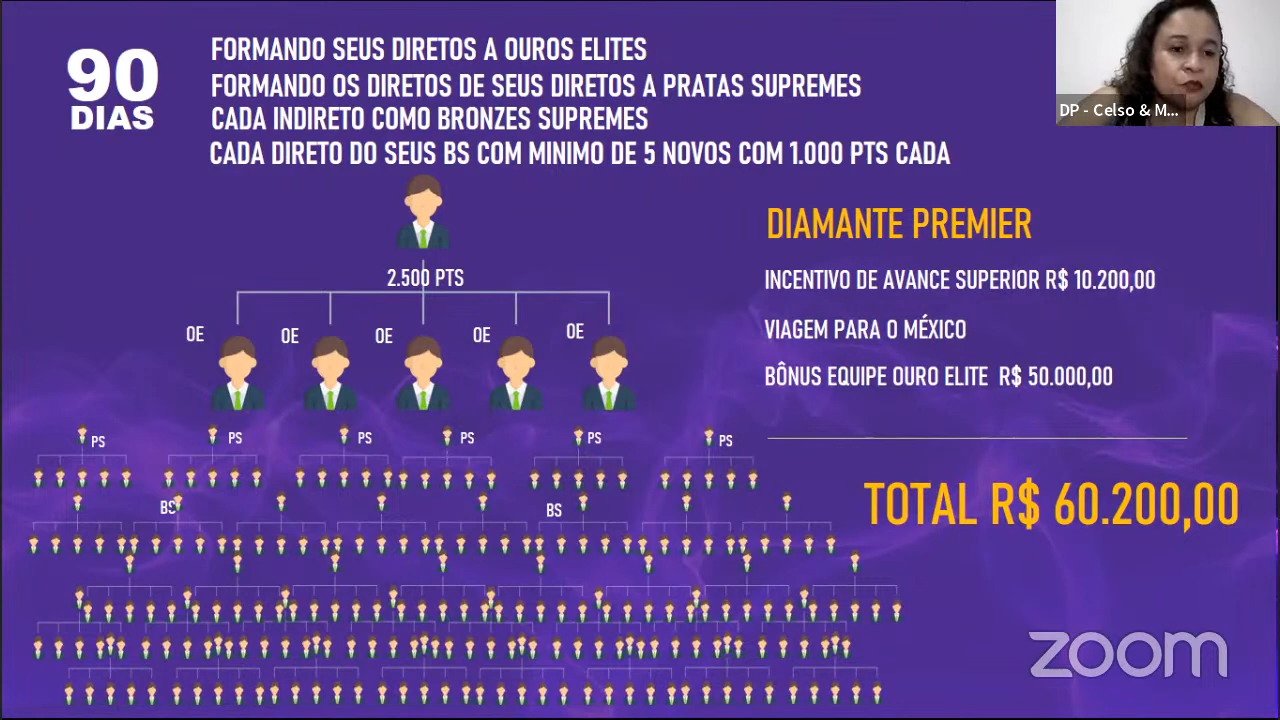 90
DIAS
FORMANDO SEUS DIRETOS A OUROS ELITES
FORMANDO OS DIRETOS DE SEUS DIRETOS A PRATAS SUPREMES
CADA INDIRETO COMO BRONZES SUPREMES
CADA DIRETO DO SEUS BS COM MINIMO DE 5 NOVOS COM 1.000 PTS CADA
DP - Celso & M...
2.500 PTS
OE OE OE OE OE
PS PS PS PS PS PS
BS BS
DIAMANTE PREMIER
INCENTIVO DE AVANCE SUPERIOR R$ 10.200,00
VIAGEM PARA O MÉXICO
BÔNUS EQUIPE OURO ELITE R$ 50.000,00
TOTAL R$ 60.200,00
zoom